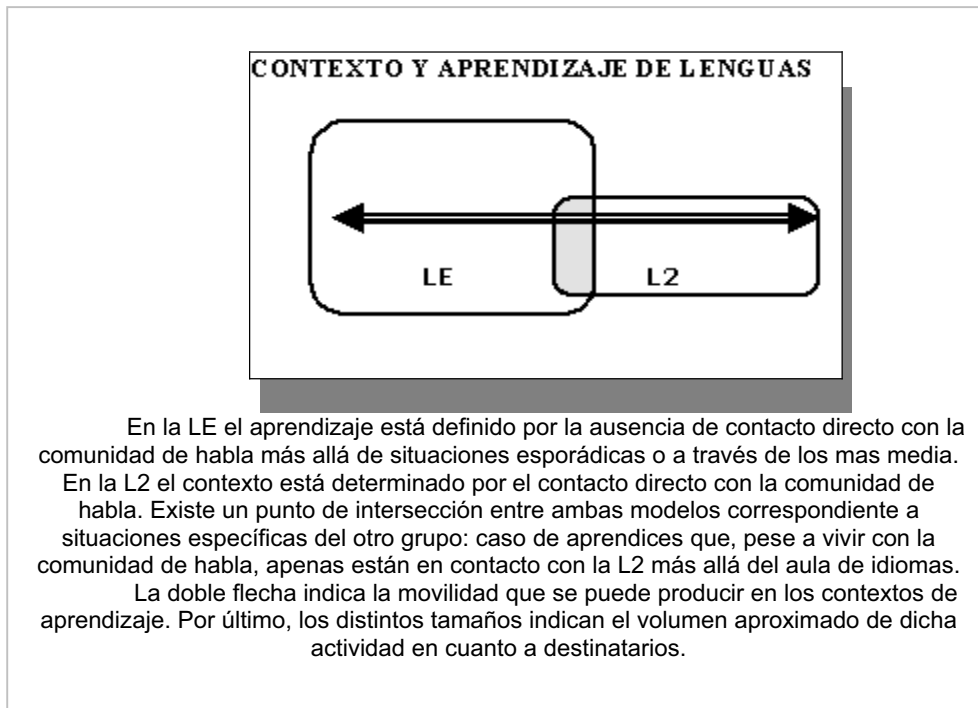 CONTEXTO Y APRENDIZAJE DE LENGUAS
LE
L2
En la LE el aprendizaje está definido por la ausencia de contacto directo con la
comunidad de habla más allá de situaciones esporádicas o a través de los mas media.
En la L2 el contexto está determinado por el contacto directo con la comunidad de
habla. Existe un punto de intersección entre ambas modelos correspondiente a
situaciones específicas del otro grupo: caso de aprendices que, pese a vivir con la
comunidad de habla, apenas están en contacto con la L2 más allá del aula de idiomas.
La doble flecha indica la movilidad que se puede producir en los contextos de
aprendizaje. Por último, los distintos tamaños indican el volumen aproximado de dicha
actividad en cuanto a destinatarios.